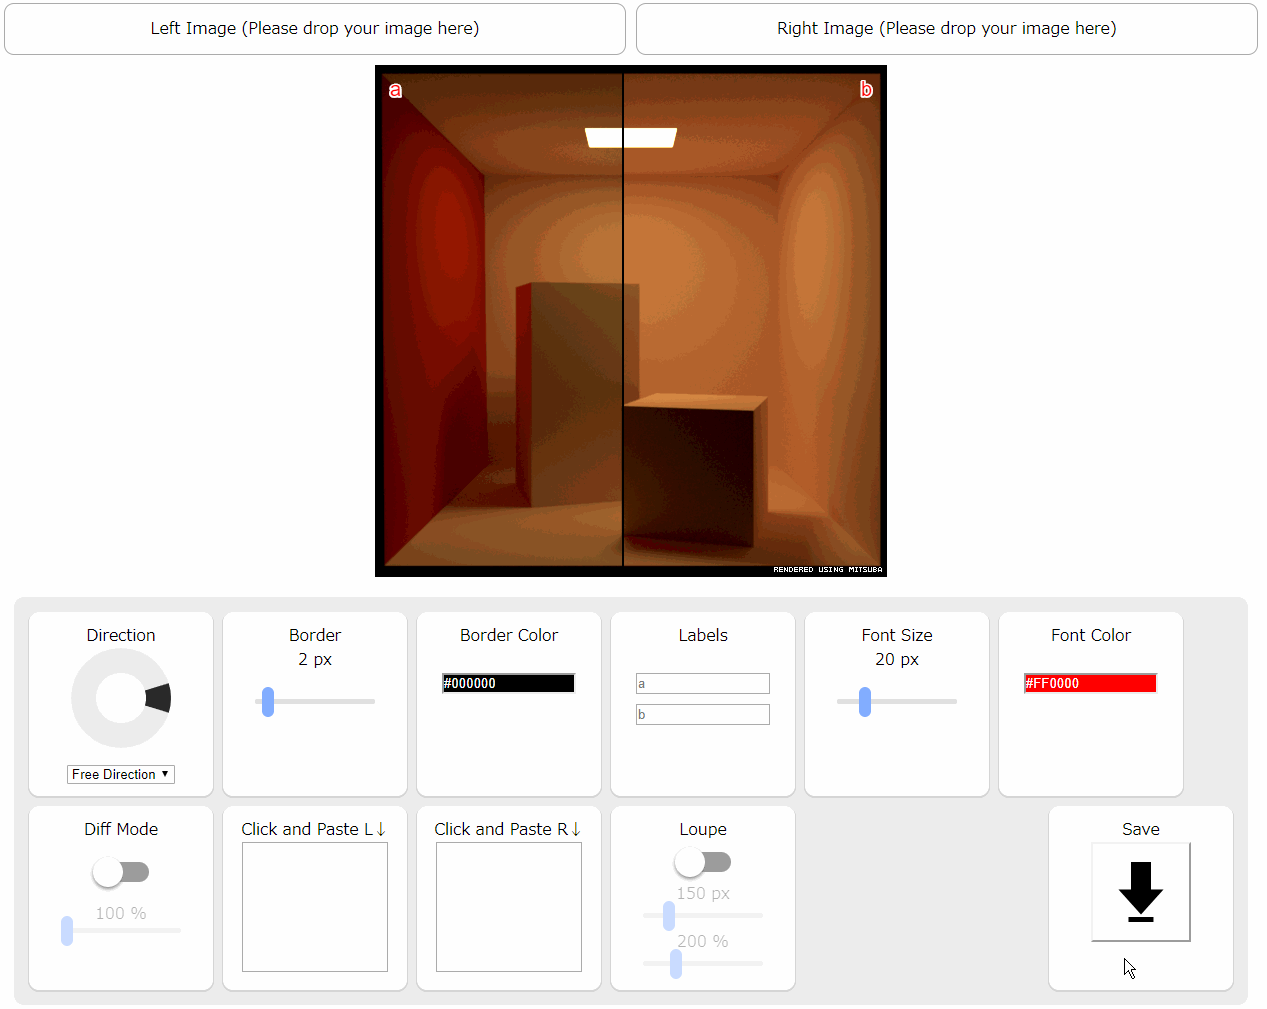 Left Image (Please drop your image here)
Right Image (Please drop your image here)
a
b
RENDERED USING MITSUBA
Direction
Free Direction
Border
2 px
Border Color
#000000
Labels
a
b
Font Size
20 px
Font Color
#FF0000
Diff Mode
100 %
Click and Paste L↓
Click and Paste R↓
Loupe
150 px
200 %
Save